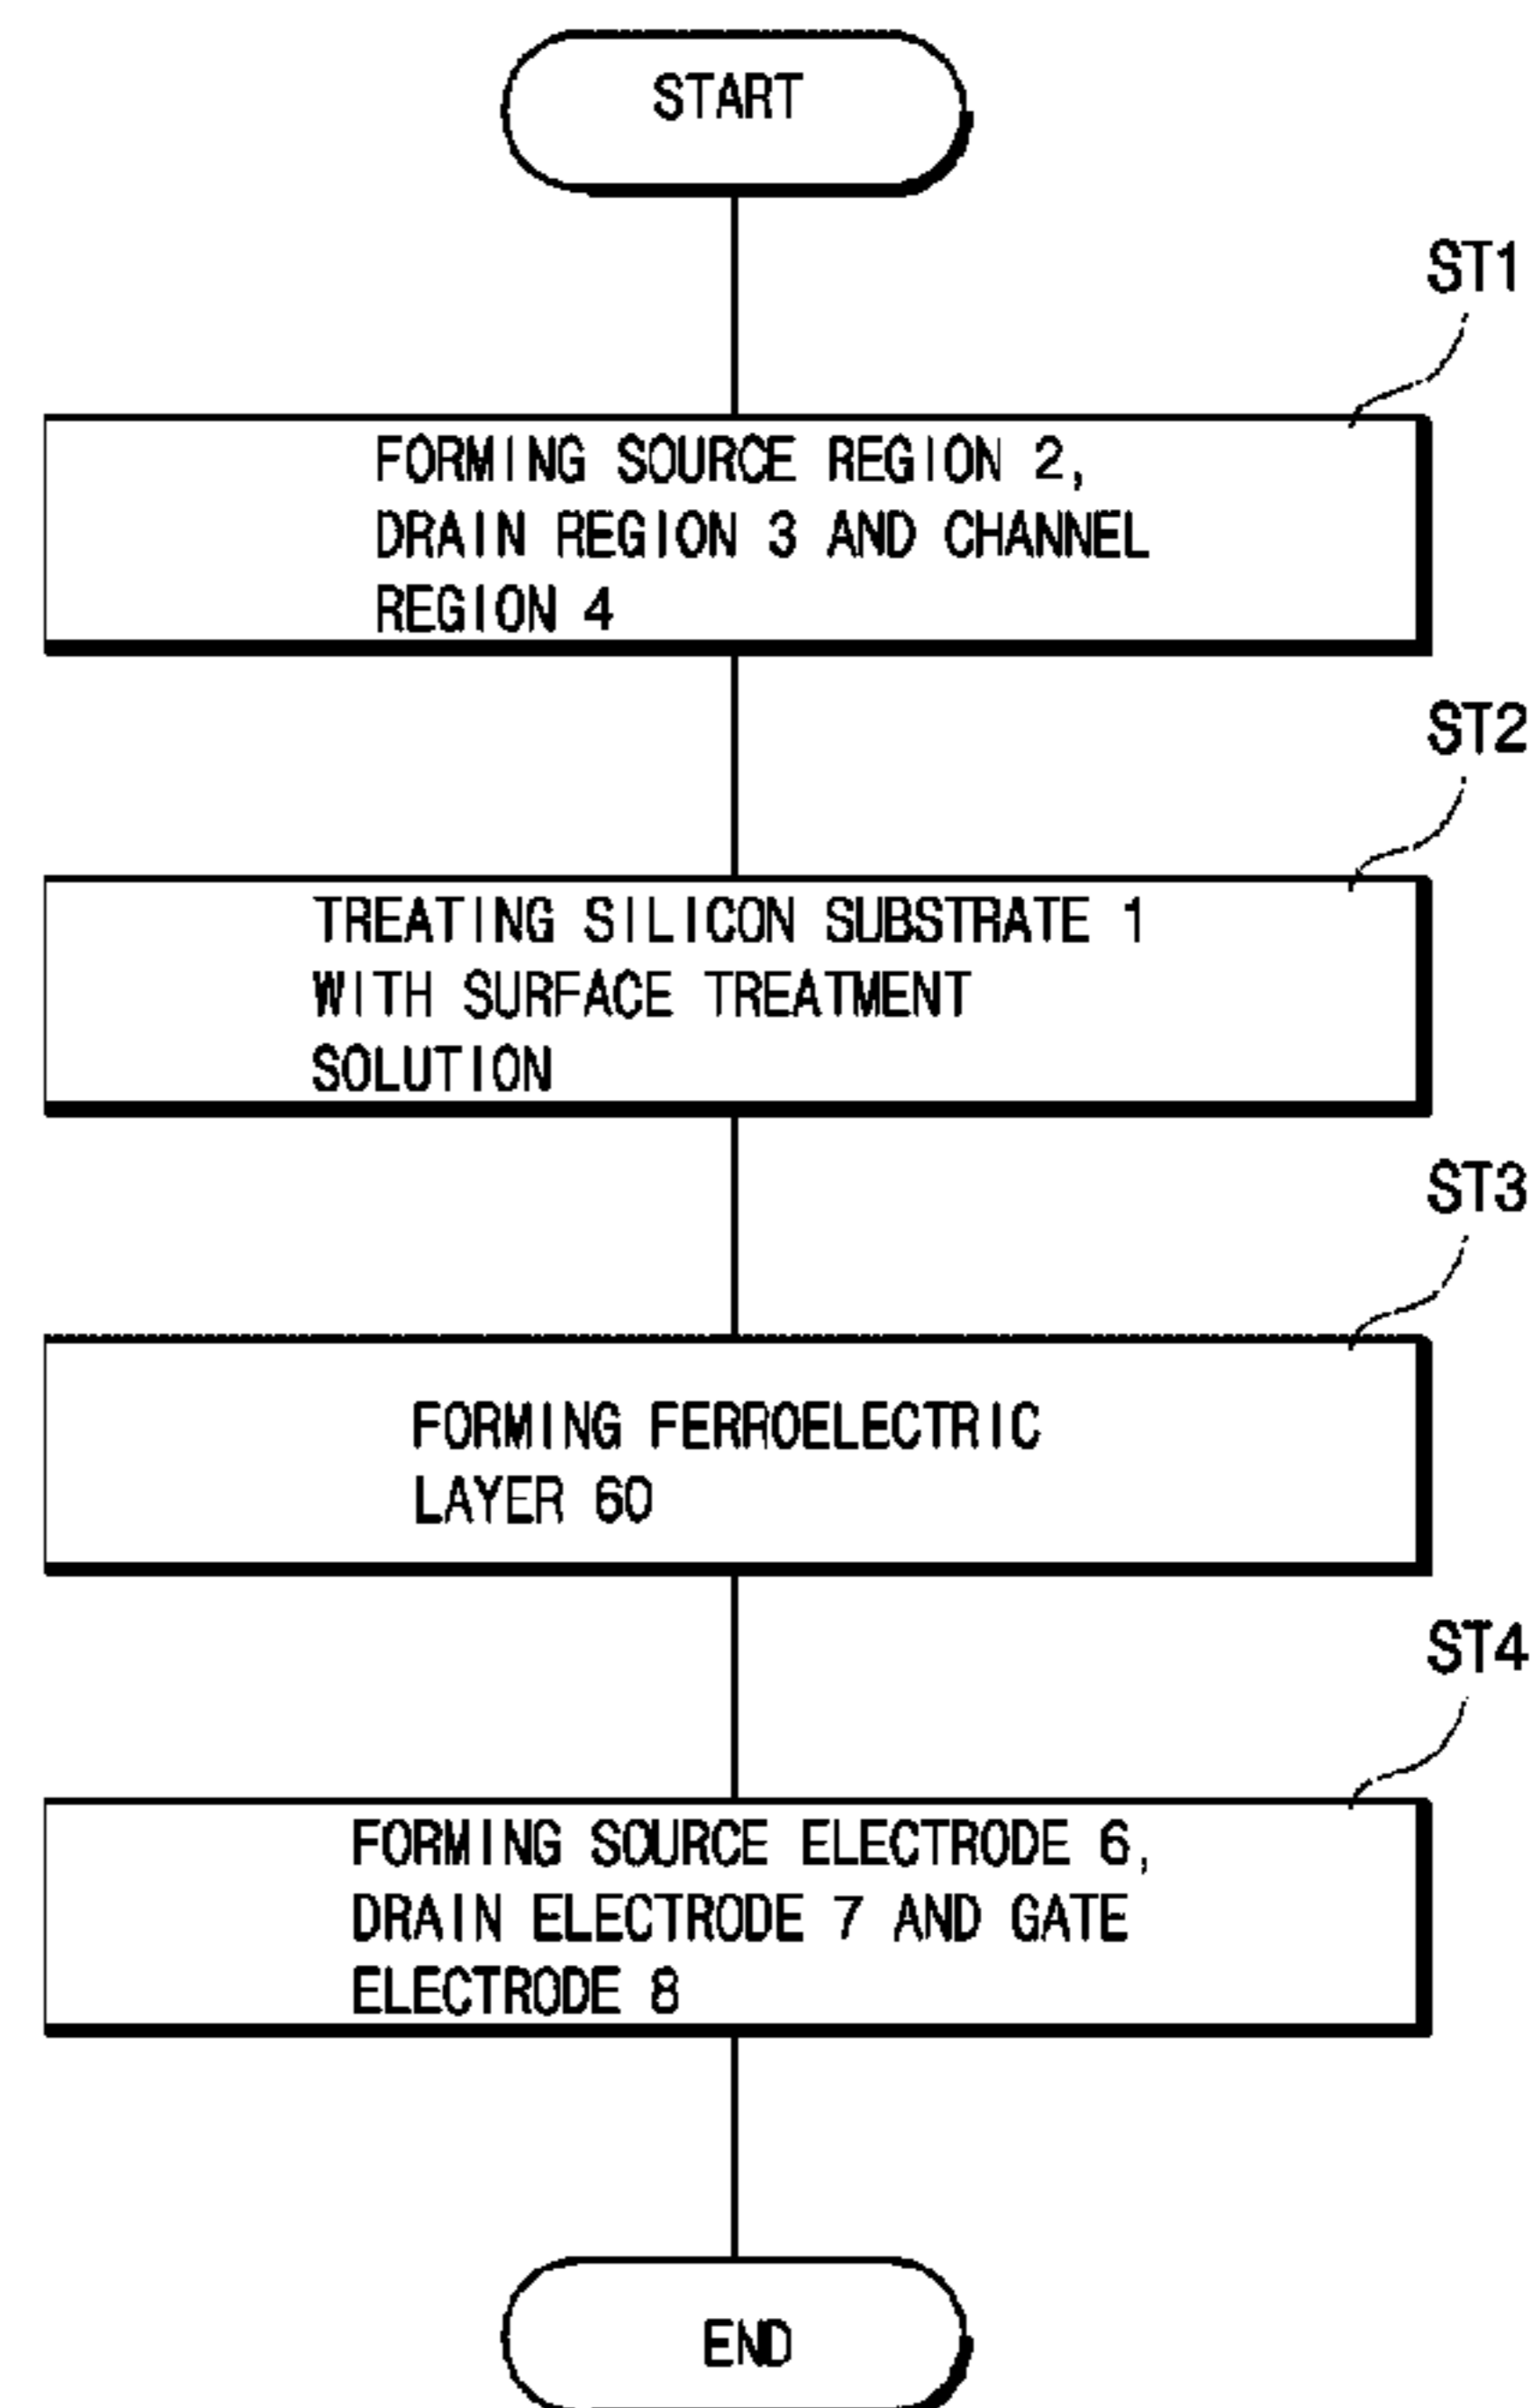 START
ST1
FORMING SOURCE REGION 2,
DRAIN REGION 3 AND CHANNEL
REGION 4
ST2
TREATING SILICON SUBSTRATE 1
WITH SURFACE TREATMENT
SOLUTION
ST3
FORMING FERROELECTRIC
LAYER 60
ST4
FORMING SOURCE ELECTRODE 6,
DRAIN ELECTRODE 7 AND GATE
ELECTRODE 8
END